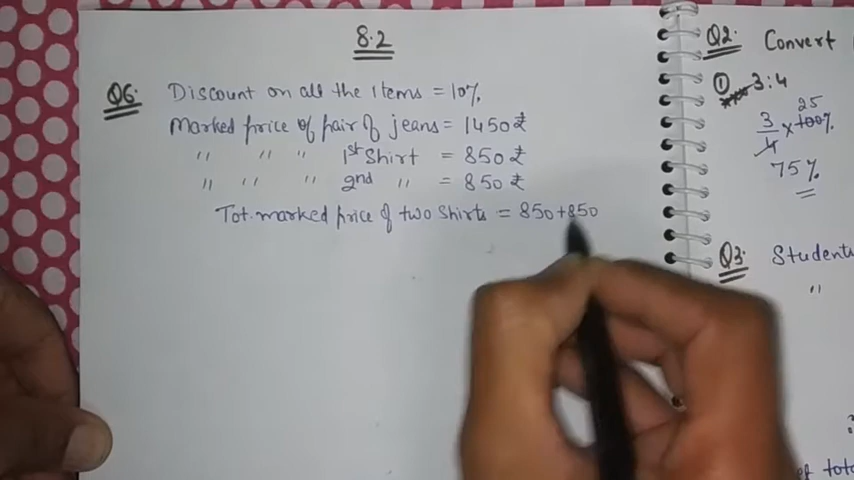 8.2
Q6. Discount on all the items = 10%
Marked price of pair of jeans = 1450₹
" " " 1st Shirt = 850₹
" " " 2nd " = 850₹
Tot. marked price of two Shirts = 850+850
Q2. Convert
① 3:4
25
3/4 × 100%
75%
Q3. Student
"
of tota